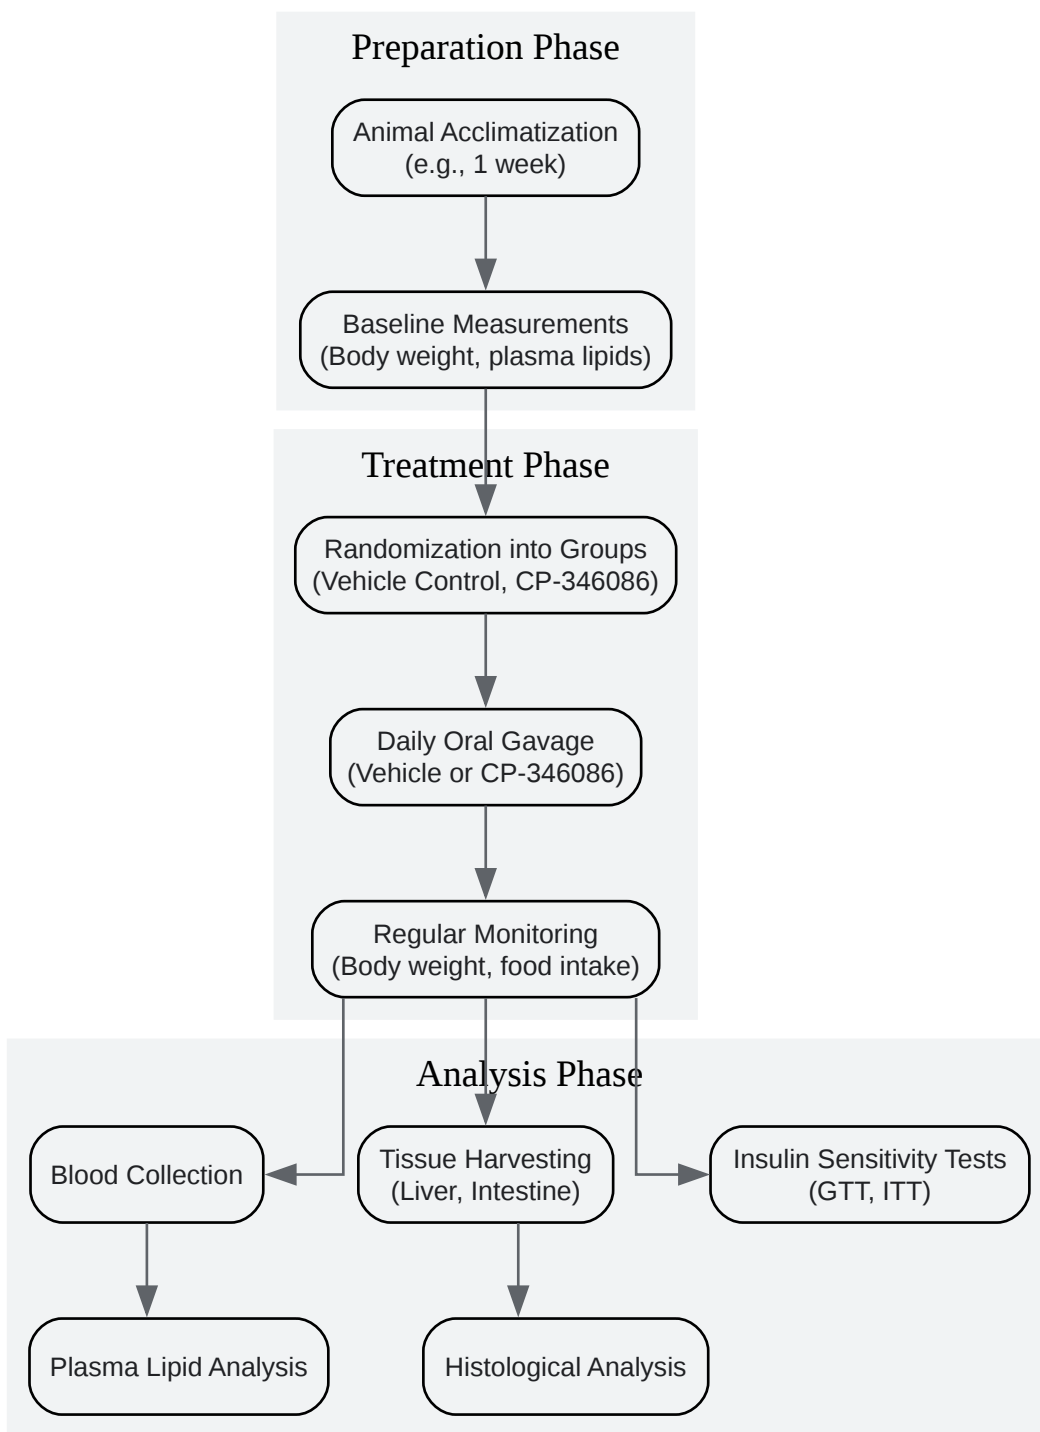 Preparation Phase
Animal Acclimatization
(e.g., 1 week)
Baseline Measurements
(Body weight, plasma lipids)
Treatment Phase
Randomization into Groups
(Vehicle Control, CP-346086)
Daily Oral Gavage
(Vehicle or CP-346086)
Regular Monitoring
(Body weight, food intake)
Analysis Phase
Blood Collection
Tissue Harvesting
(Liver, Intestine)
Insulin Sensitivity Tests
(GTT, ITT)
Plasma Lipid Analysis
Histological Analysis